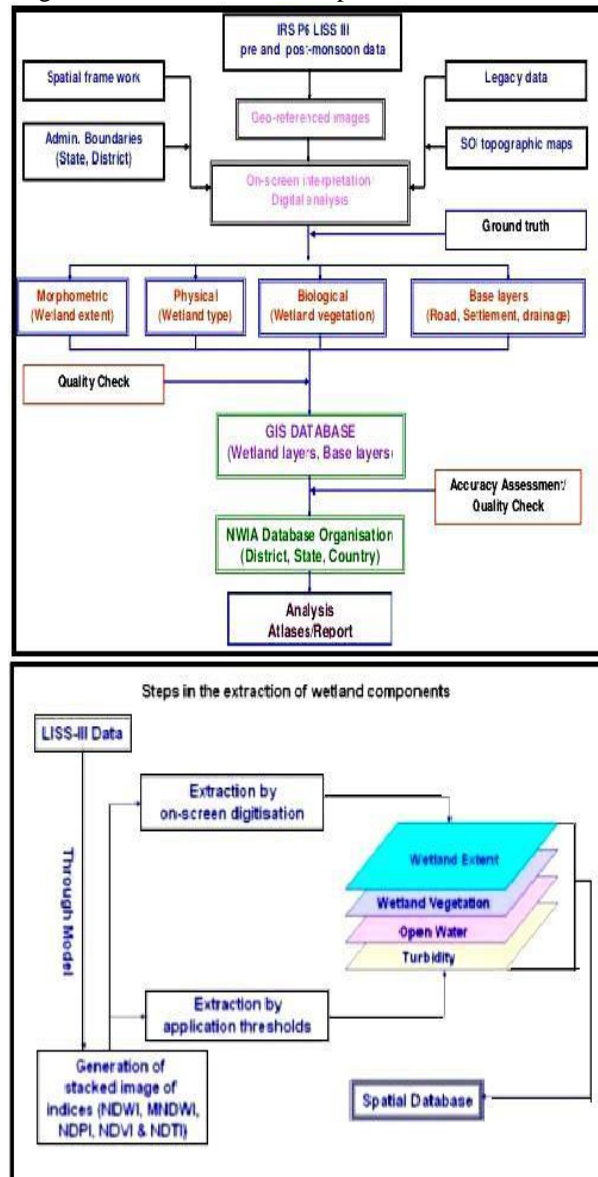 IRS P6 LISS III
pre and post-monsoon data
Spatial frame work
Legacy data
Geo-referenced images
Admin. Boundaries
(State, District)
SOI topographic maps
On-screen interpretation
Digital analysis
Ground truth
Morphometric
(Wetland extent)
Physical
(Wetland type)
Biological
(Wetland vegetation)
Base layers
(Road, Settlement, drainage)
Quality Check
GIS DATABASE
(Wetland layers, Base layers)
Accuracy Assessment/
Quality Check
NWIA Database Organisation
(District, State, Country)
Analysis
Atlases/Report
Steps in the extraction of wetland components
LISS-III Data
Extraction by
on-screen digitisation
Through Model
Wetland Extent
Wetland Vegetation
Open Water
Turbidity
Extraction by
application thresholds
Generation of
stacked image of
indices (NDWI, MNDWI,
NDPI, NDVI & NDTI)
Spatial Database